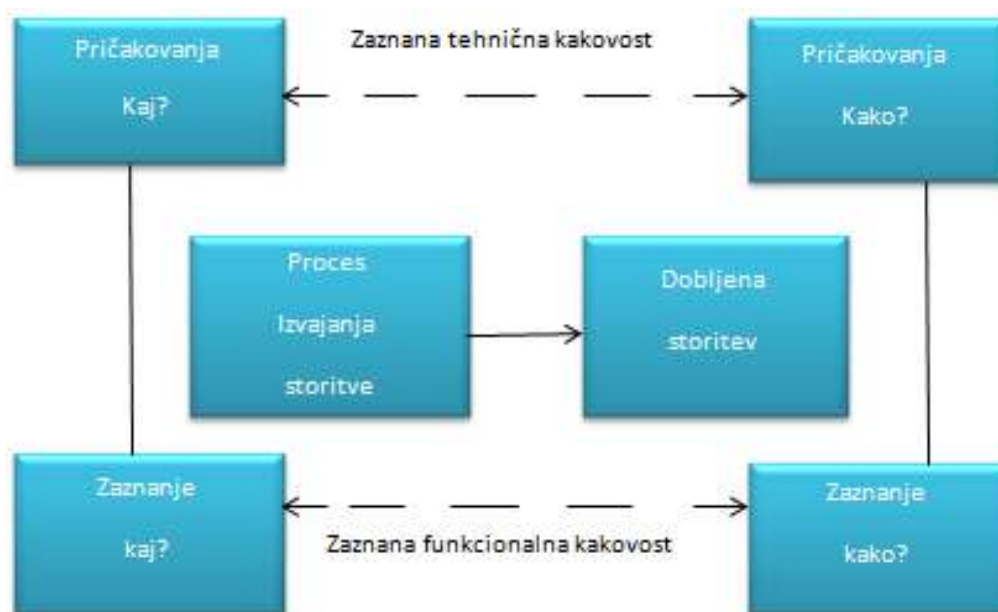 Pričakovanja
Kaj?
Zaznana tehnična kakovost
Pričakovanja
Kako?
Proces
Izvajanja
storitve
Dobljena
storitev
Zaznanje
kaj?
Zaznana funkcionalna kakovost
Zaznanje
kako?